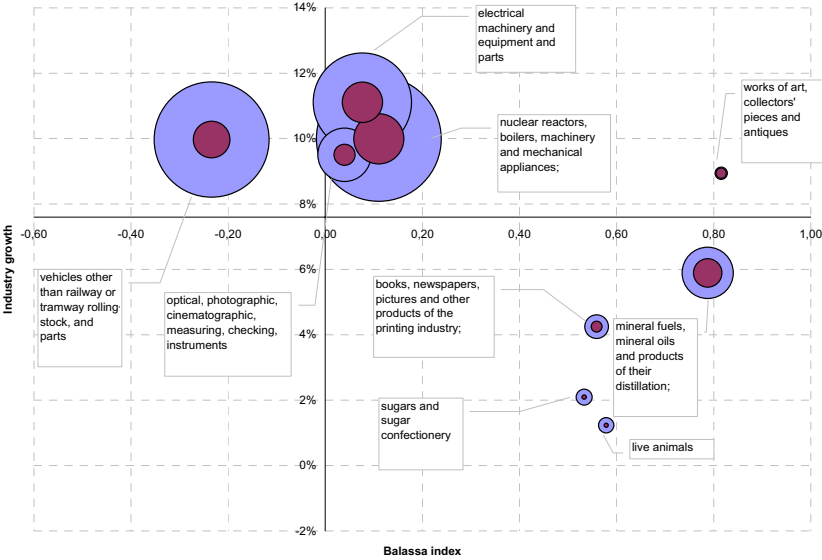 14%
electrical
machinery and
equipment and
parts
12%
works of art,
collectors'
pieces and
antiques
nuclear reactors,
boilers, machinery
and mechanical
appliances;
10%
8%
-0,60
-0,40
-0,20
0,00
0,20
0,40
0,60
0,80
1,00
Industry growth
6%
vehicles other
than railway or
tramway rolling-
stock, and
parts
optical, photographic,
cinematographic,
measuring, checking,
instruments
books, newspapers,
pictures and other
products of the
printing industry;
mineral fuels,
mineral oils
and products
of their
distillation;
4%
2%
sugars and
sugar
confectionery
live animals
0%
-2%
Balassa index